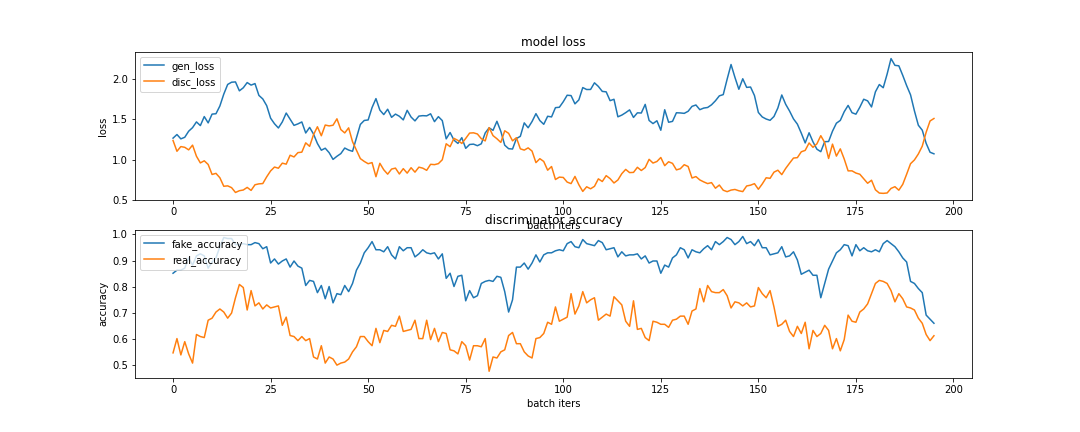 model loss
gen_loss
disc_loss
loss
2.0
1.5
1.0
0.5
0 25 50 75 100 125 150 175 200
batch iters
discriminator accuracy
fake_accuracy
real_accuracy
accuracy
1.0
0.9
0.8
0.7
0.6
0.5
0 25 50 75 100 125 150 175 200
batch iters